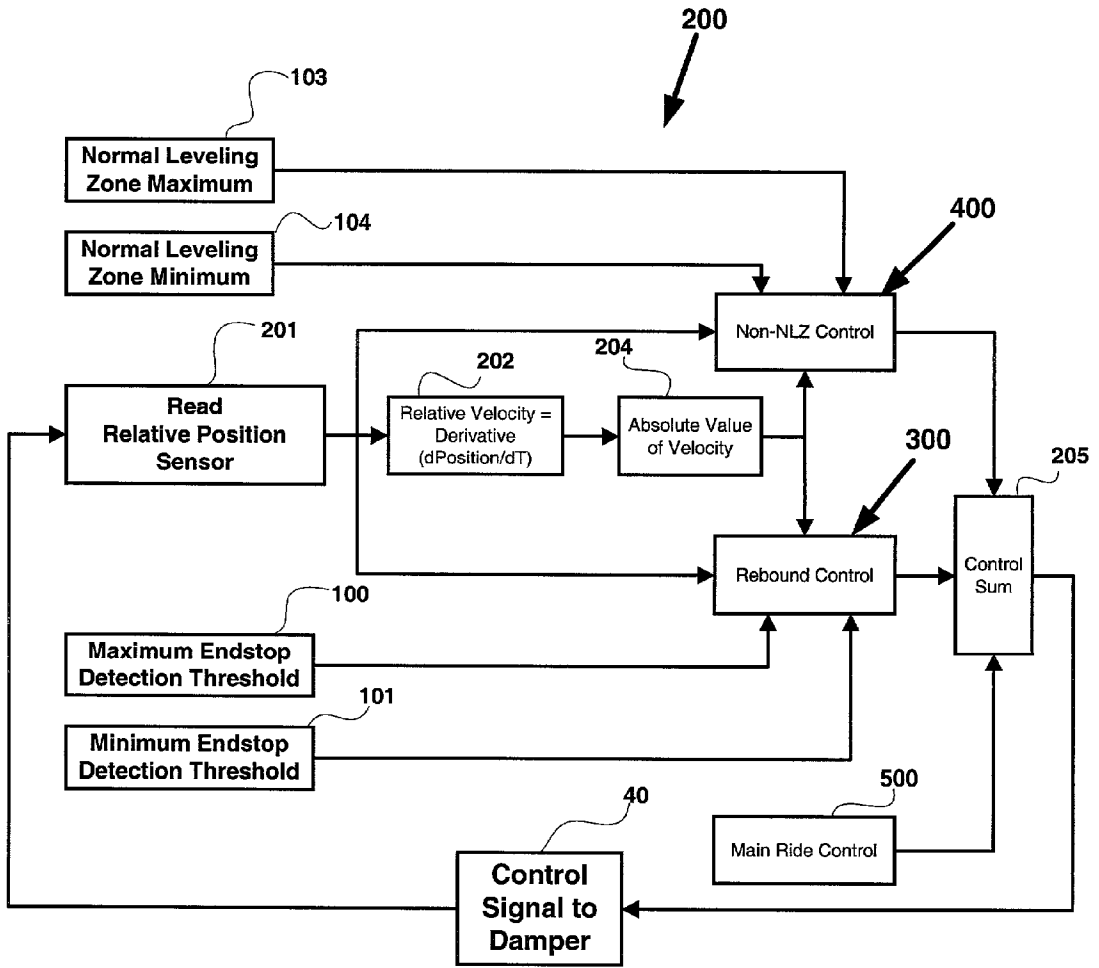 200
103
Normal Leveling
Zone Maximum
104
Normal Leveling
Zone Minimum
400
Non-NLZ Control
201
Read
Relative Position
Sensor
202
Relative Velocity =
Derivative
(dPosition/dT)
204
Absolute Value
of Velocity
300
Rebound Control
205
Control
Sum
100
Maximum Endstop
Detection Threshold
101
Minimum Endstop
Detection Threshold
500
Main Ride Control
40
Control
Signal to
Damper